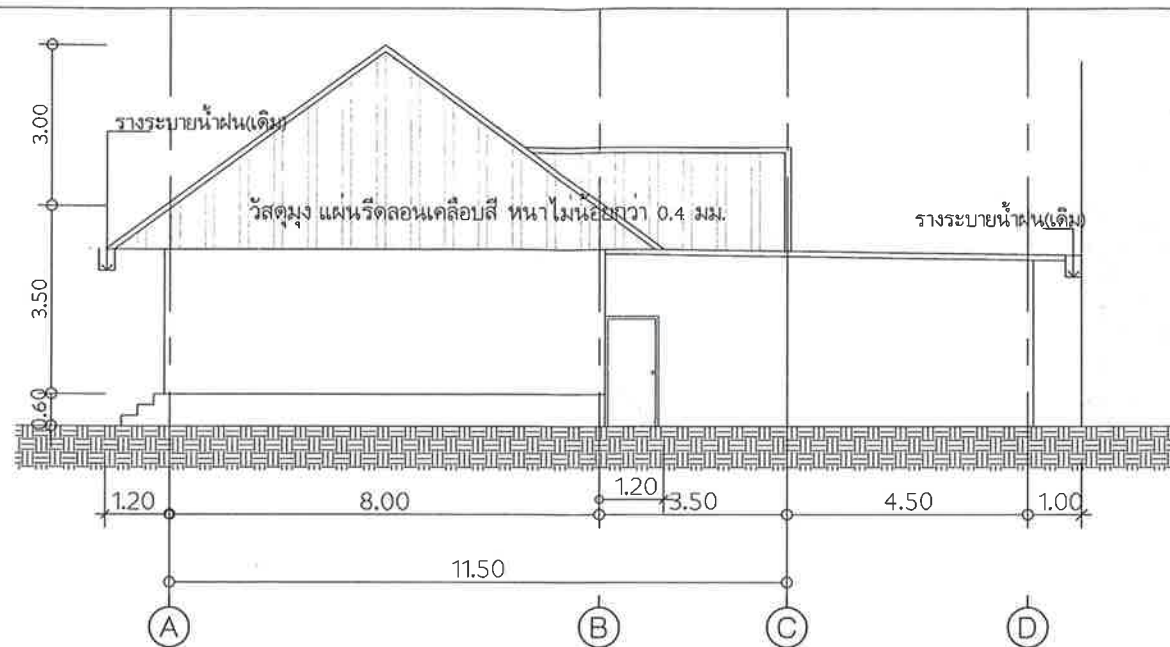 3.00
รางระบายน้ำฝน(เดิม)
วัสดุมุง แผ่นรีดลอนเคลือบสี หนาไม่น้อยกว่า 0.4 มม.
รางระบายน้ำฝน(เดิม)
3.50
0.60
1.20
8.00
1.20
3.50
4.50
1.00
11.50
A
B
C
D